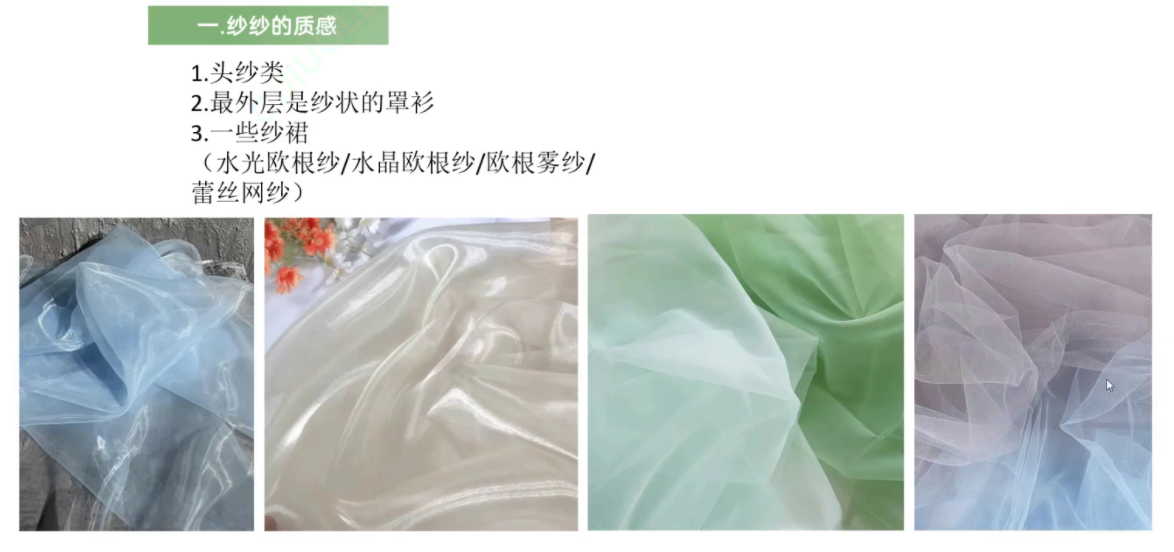 一.纱纱的质感
1.头纱类
2.最外层是纱状的罩衫
3.一些纱裙
（水光欧根纱/水晶欧根纱/欧根雾纱/
蕾丝网纱）